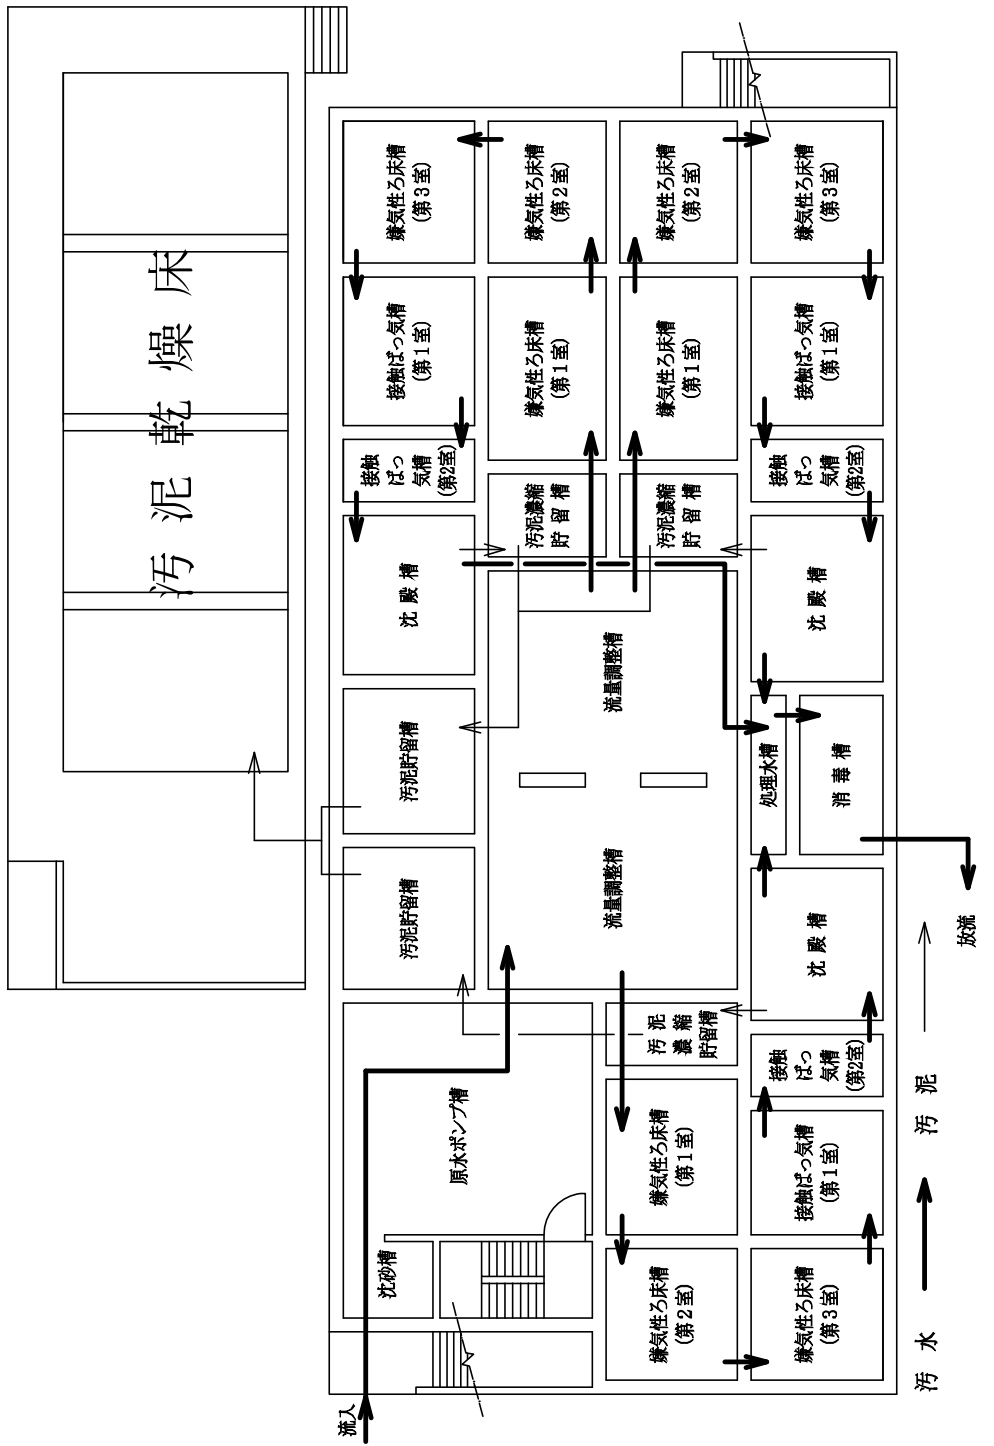 汚泥乾燥床
嫌気性ろ床槽
(第３室)
嫌気性ろ床槽
(第２室)
嫌気性ろ床槽
(第２室)
嫌気性ろ床槽
(第３室)
接触ばっ気槽
(第１室)
嫌気性ろ床槽
(第１室)
嫌気性ろ床槽
(第１室)
接触ばっ気槽
(第１室)
接触
ばっ
気槽
(第2室)
汚泥濃縮
貯留槽
汚泥濃縮
貯留槽
接触
ばっ
気槽
(第2室)
沈殿槽
流量調整槽
沈殿槽
汚泥貯留槽
処理水槽
消毒槽
汚泥貯留槽
流量調整槽
沈殿槽
放流
汚泥
濃縮
貯留槽
接触
ばっ
気槽
(第2室)
原水ポンプ槽
嫌気性ろ床槽
(第１室)
接触ばっ気槽
(第１室)
汚泥
沈砂槽
嫌気性ろ床槽
(第２室)
嫌気性ろ床槽
(第３室)
汚水
流入